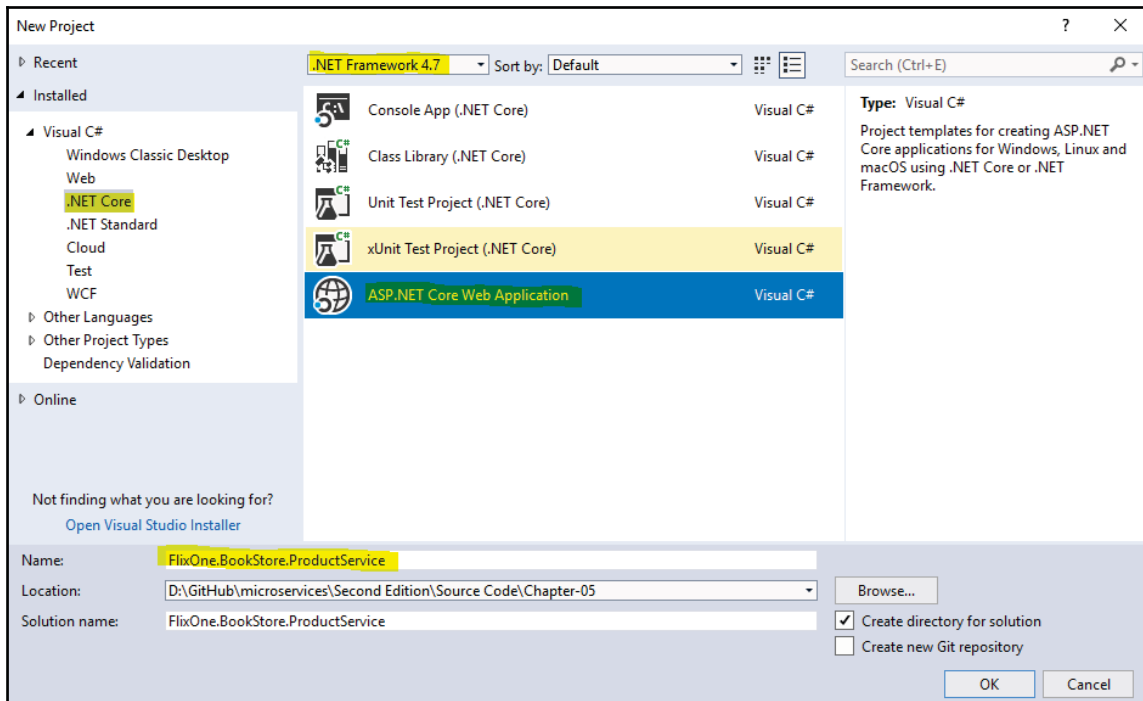 New Project
?
Recent
.NET Framework 4.7
Sort by: Default
Search (Ctrl+E)
Installed
Visual C#
Windows Classic Desktop
Web
.NET Core
.NET Standard
Cloud
Test
WCF
Other Languages
Other Project Types
Dependency Validation
Online
Not finding what you are looking for?
Open Visual Studio Installer
Console App (.NET Core) Visual C#
Class Library (.NET Core) Visual C#
Unit Test Project (.NET Core) Visual C#
xUnit Test Project (.NET Core) Visual C#
ASP.NET Core Web Application Visual C#
Type: Visual C#
Project templates for creating ASP.NET
Core applications for Windows, Linux and
macOS using .NET Core or .NET
Framework.
Name: FlixOne.BookStore.ProductService
Location: D:\GitHub\microservices\Second Edition\Source Code\Chapter-05
Browse...
Solution name: FlixOne.BookStore.ProductService
Create directory for solution
Create new Git repository
OK
Cancel